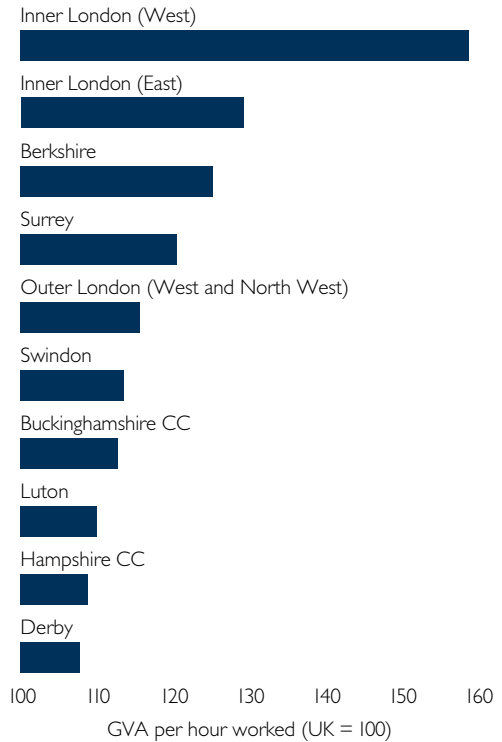 Inner London (West)
Inner London (East)
Berkshire
Surrey
Outer London (West and North West)
Swindon
Buckinghamshire CC
Luton
Hampshire CC
Derby
100 110 120 130 140 150 160
GVA per hour worked (UK = 100)